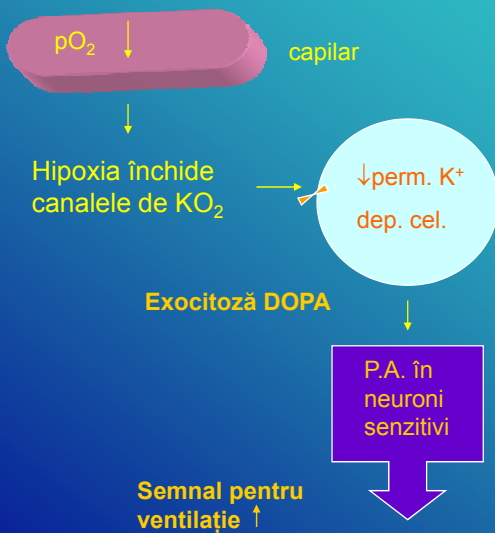 pO₂ ↓
capilar
Hipoxia închide
canalele de KO₂
↓perm. K⁺
dep. cel.
Exocitoză DOPA
P.A. în
neuroni
senzitivi
Semnal pentru
ventilație ↑